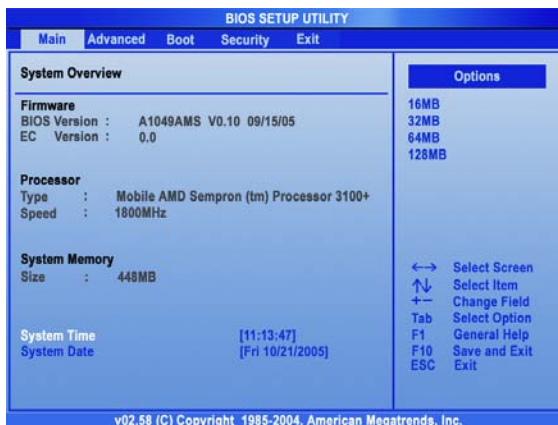 BIOS SETUP UTILITY
Main Advanced Boot Security Exit
System Overview
Firmware
BIOS Version : A1049AMS V0.10 09/15/05
EC Version : 0.0
Processor
Type : Mobile AMD Sempron (tm) Processor 3100+
Speed : 1800MHz
System Memory
Size : 448MB
System Time [11:13:47]
System Date [Fri 10/21/2005]
Options
16MB
32MB
64MB
128MB
←→ Select Screen
↑↓ Select Item
+− Change Field
Tab Select Option
F1 General Help
F10 Save and Exit
ESC Exit
v02.58 (C) Copyright 1985-2004, American Megatrends, Inc.